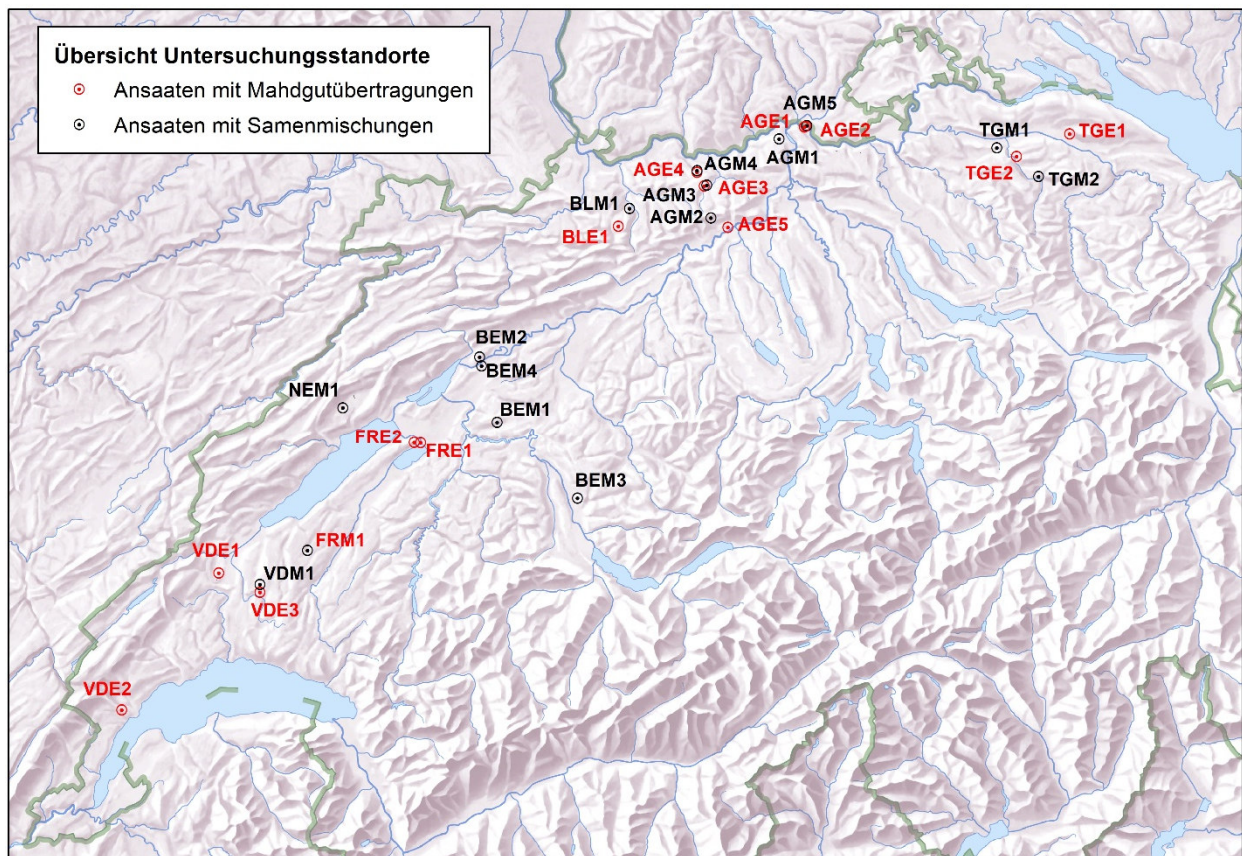 Übersicht Untersuchungsstandorte
Ansaaten mit Mahdgutübertragungen
Ansaaten mit Samenmischungen
AGM5
AGE1
AGE2
AGM1
TGM1
TGE1
TGE2
TGM2
AGE4
AGM4
AGM3
AGE3
BLM1
AGM2
BLE1
AGE5
BEM2
BEM4
NEM1
BEM1
FRE2
FRE1
BEM3
FRM1
VDE1
VDM1
VDE3
VDE2